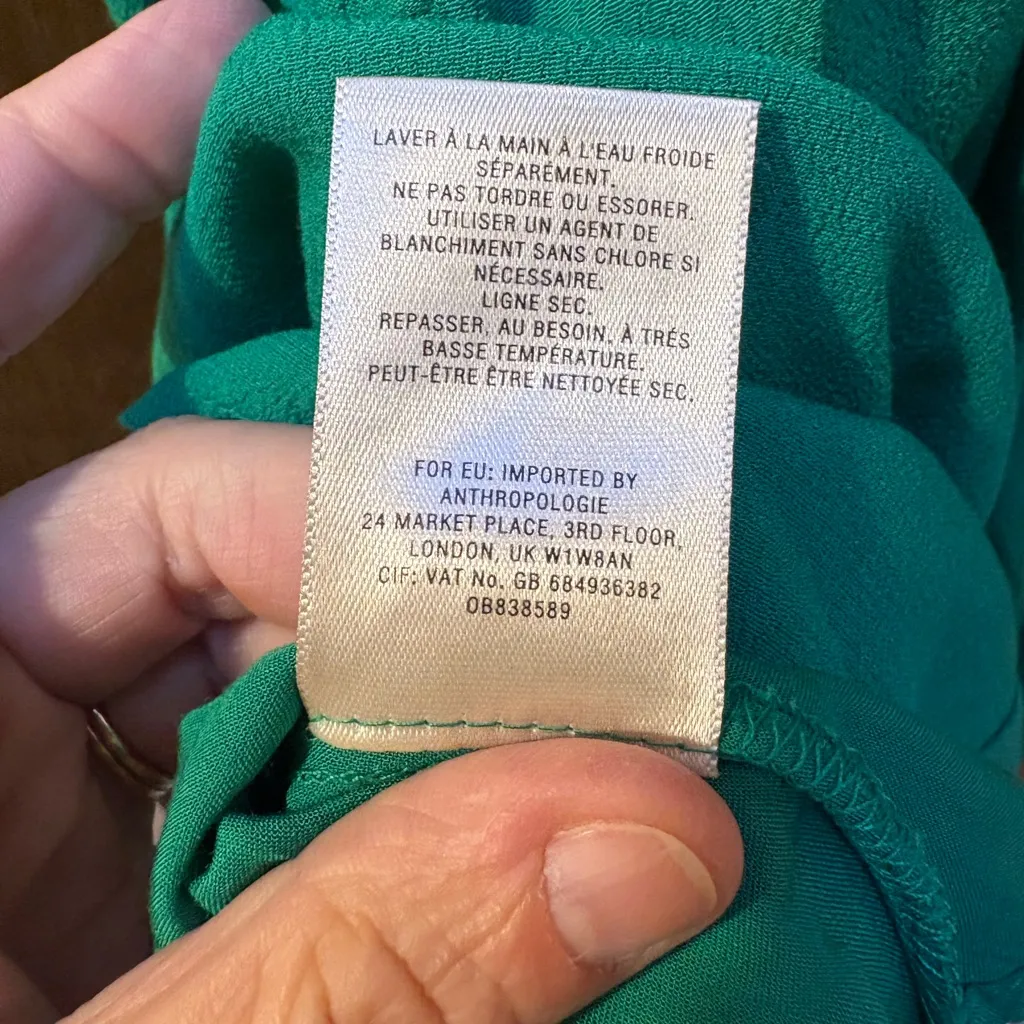 LAVER À LA MAIN À L'EAU FROIDE
SÉPARÉMENT.
NE PAS TORDRE OU ESSORER.
UTILISER UN AGENT DE
BLANCHIMENT SANS CHLORE SI
NÉCESSAIRE.
LIGNE SEC.
REPASSER, AU BESOIN, À TRÉS
BASSE TEMPÉRATURE.
PEUT-ÊTRE ÊTRE NETTOYÉE SEC.
FOR EU: IMPORTED BY
ANTHROPOLOGIE
24 MARKET PLACE, 3RD FLOOR,
LONDON, UK W1W8AN
CIF: VAT No. GB 684936382
OB838589